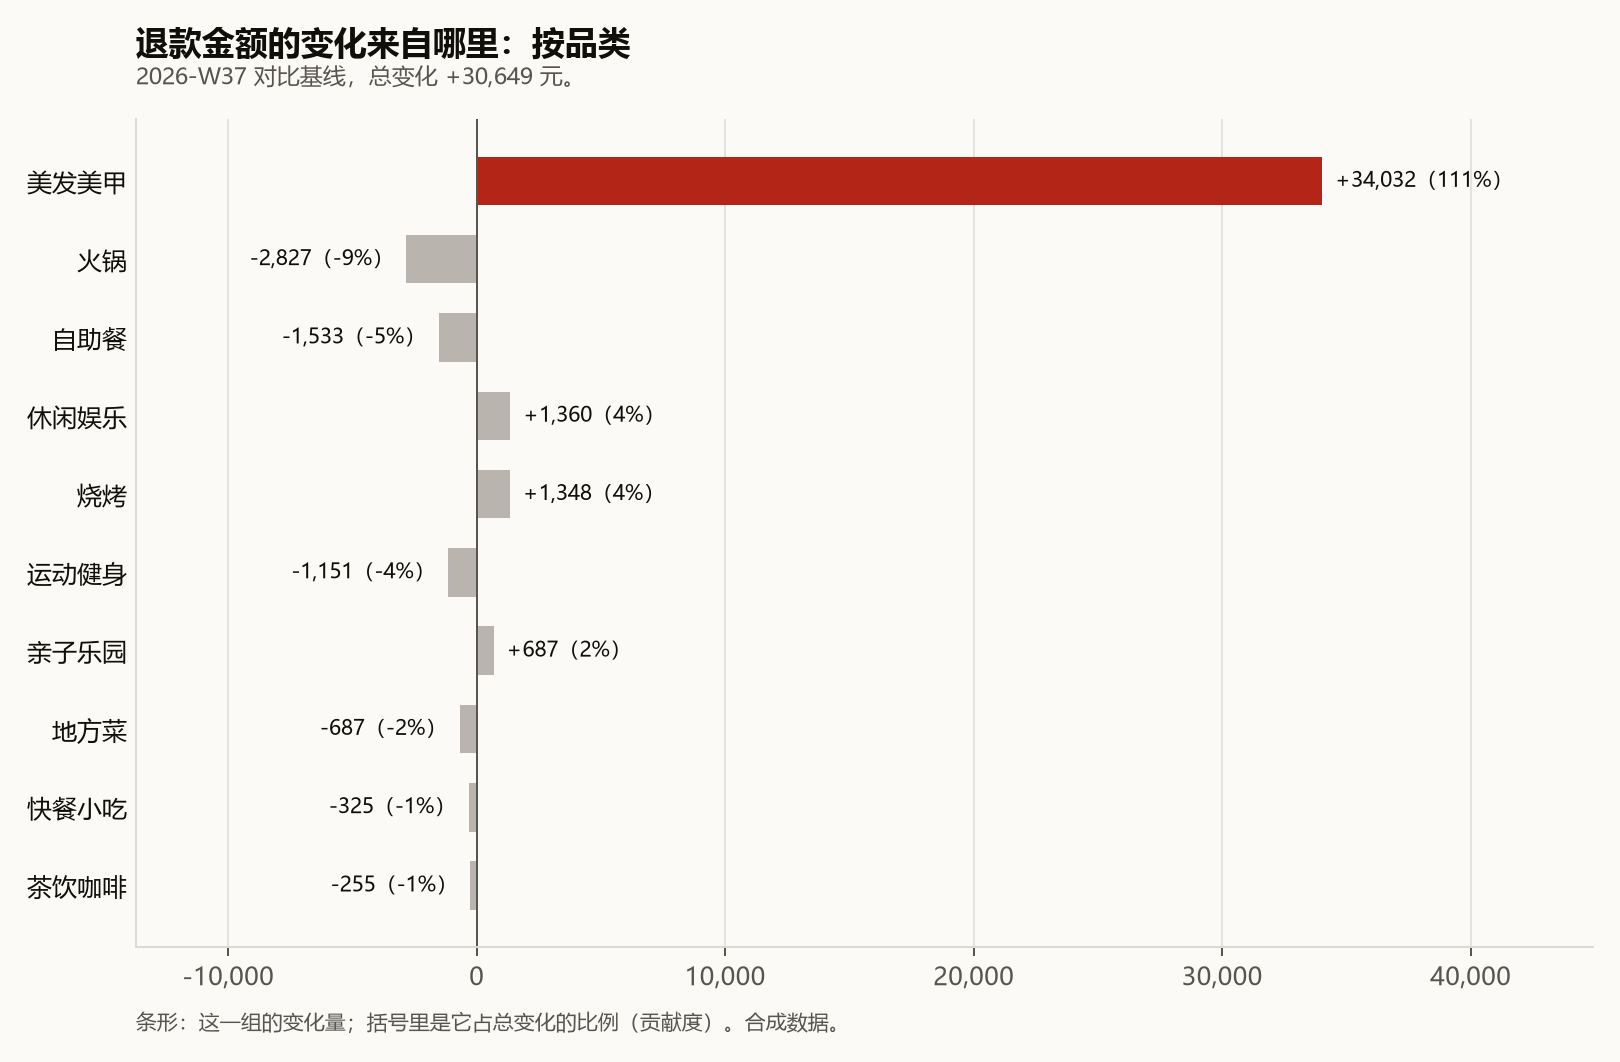 退款金额的变化来自哪里：按品类
2026-W37 对比基线，总变化 +30,649 元。
美发美甲 +34,032（111%）
火锅 -2,827（-9%）
自助餐 -1,533（-5%）
休闲娱乐 +1,360（4%）
烧烤 +1,348（4%）
运动健身 -1,151（-4%）
亲子乐园 +687（2%）
地方菜 -687（-2%）
快餐小吃 -325（-1%）
茶饮咖啡 -255（-1%）
-10,000 0 10,000 20,000 30,000 40,000
条形：这一组的变化量；括号里是它占总变化的比例（贡献度）。合成数据。